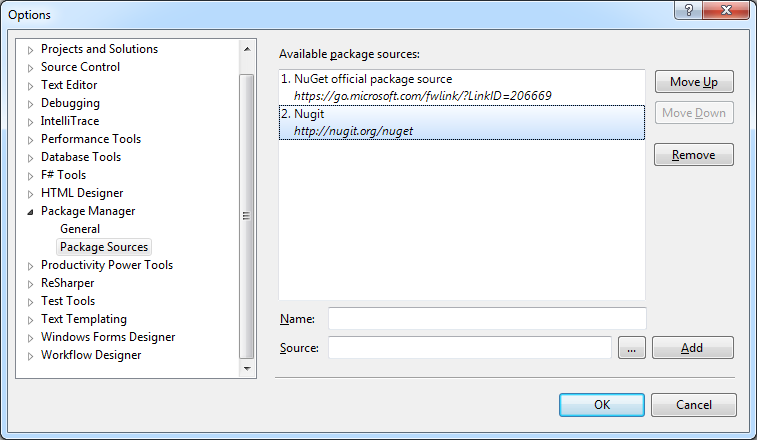 Options
Projects and Solutions
Source Control
Text Editor
Debugging
IntelliTrace
Performance Tools
Database Tools
F# Tools
HTML Designer
Package Manager
General
Package Sources
Productivity Power Tools
ReSharper
Test Tools
Text Templating
Windows Forms Designer
Workflow Designer
Available package sources:
1. NuGet official package source
https://go.microsoft.com/fwlink/?LinkID=206669
2. Nugit
http://nugit.org/nuget
Move Up
Move Down
Remove
Name:
Source:
...
Add
OK
Cancel